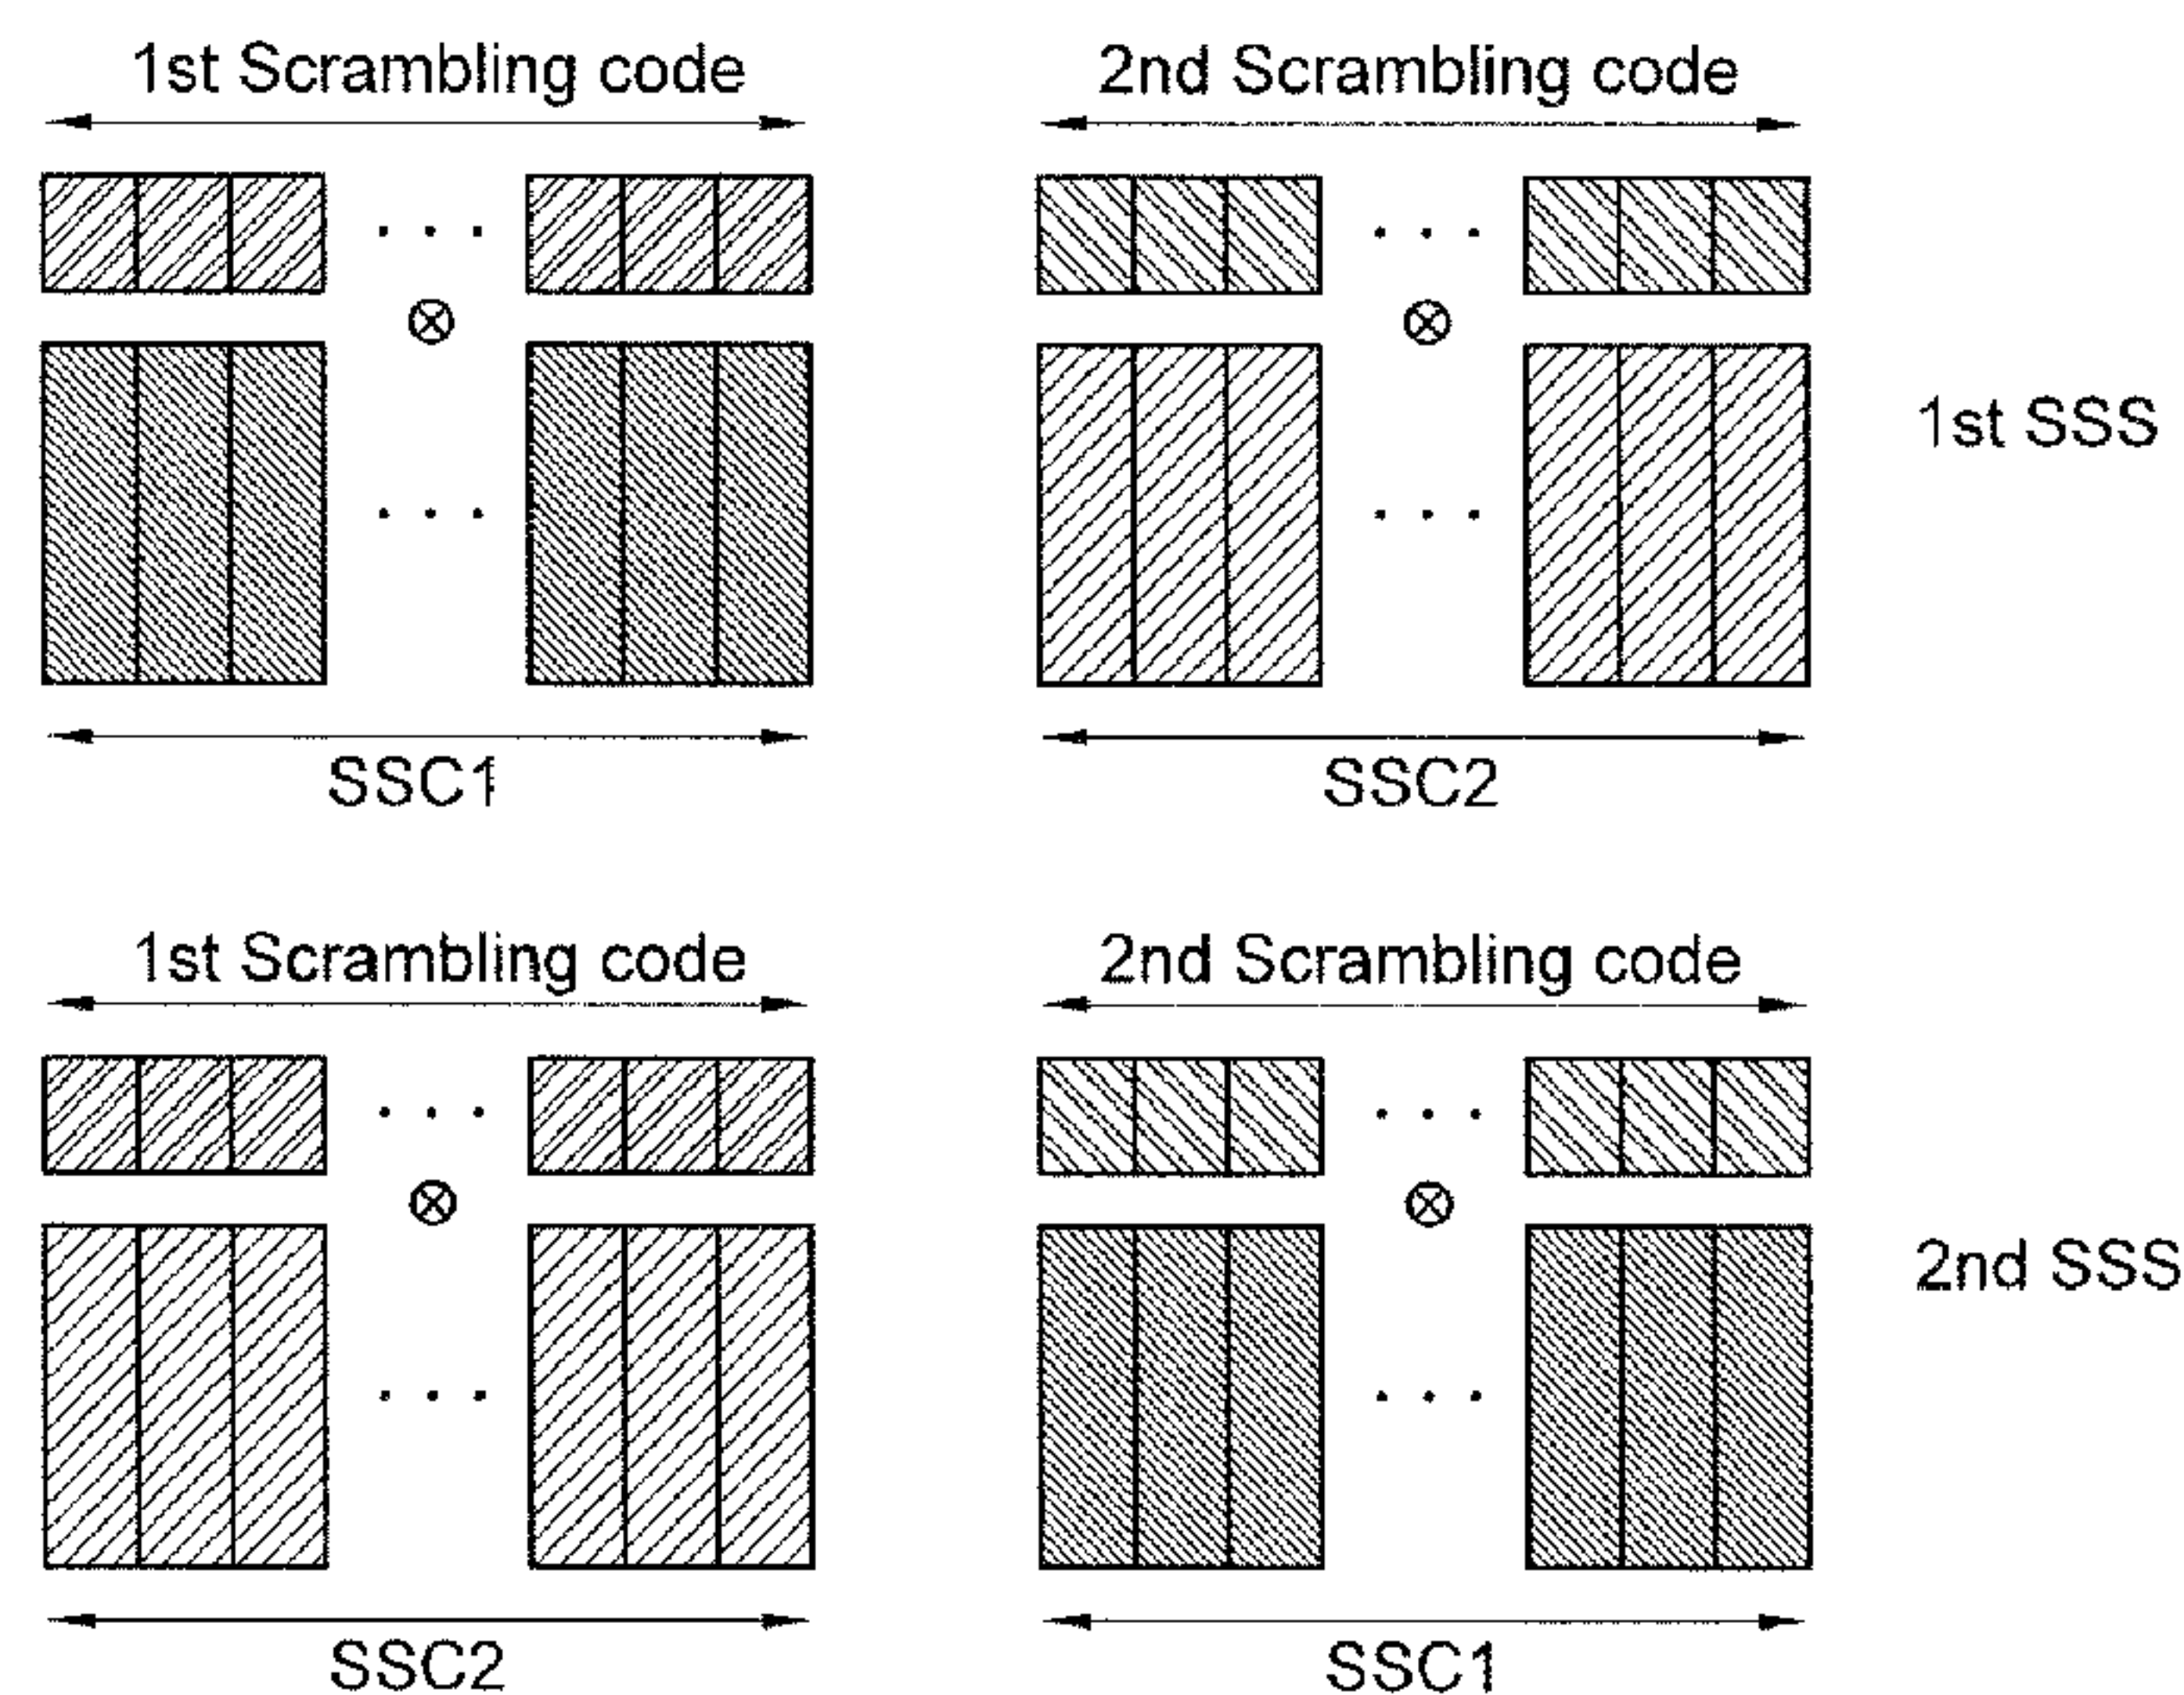 1st Scrambling code
2nd Scrambling code
1st SSS
SSC1
SSC2
1st Scrambling code
2nd Scrambling code
2nd SSS
SSC2
SSC1